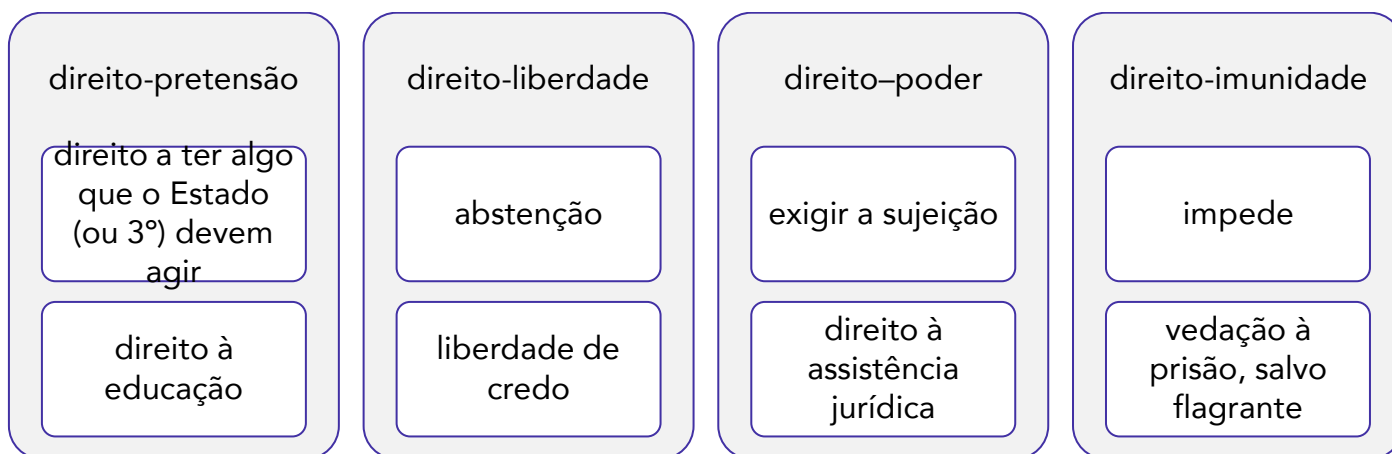 direito-pretensão
direito a ter algo
que o Estado
(ou 3º) devem
agir
direito à
educação
direito-liberdade
abstenção
liberdade de
credo
direito–poder
exigir a sujeição
direito à
assistência
jurídica
direito-imunidade
impede
vedação à
prisão, salvo
flagrante